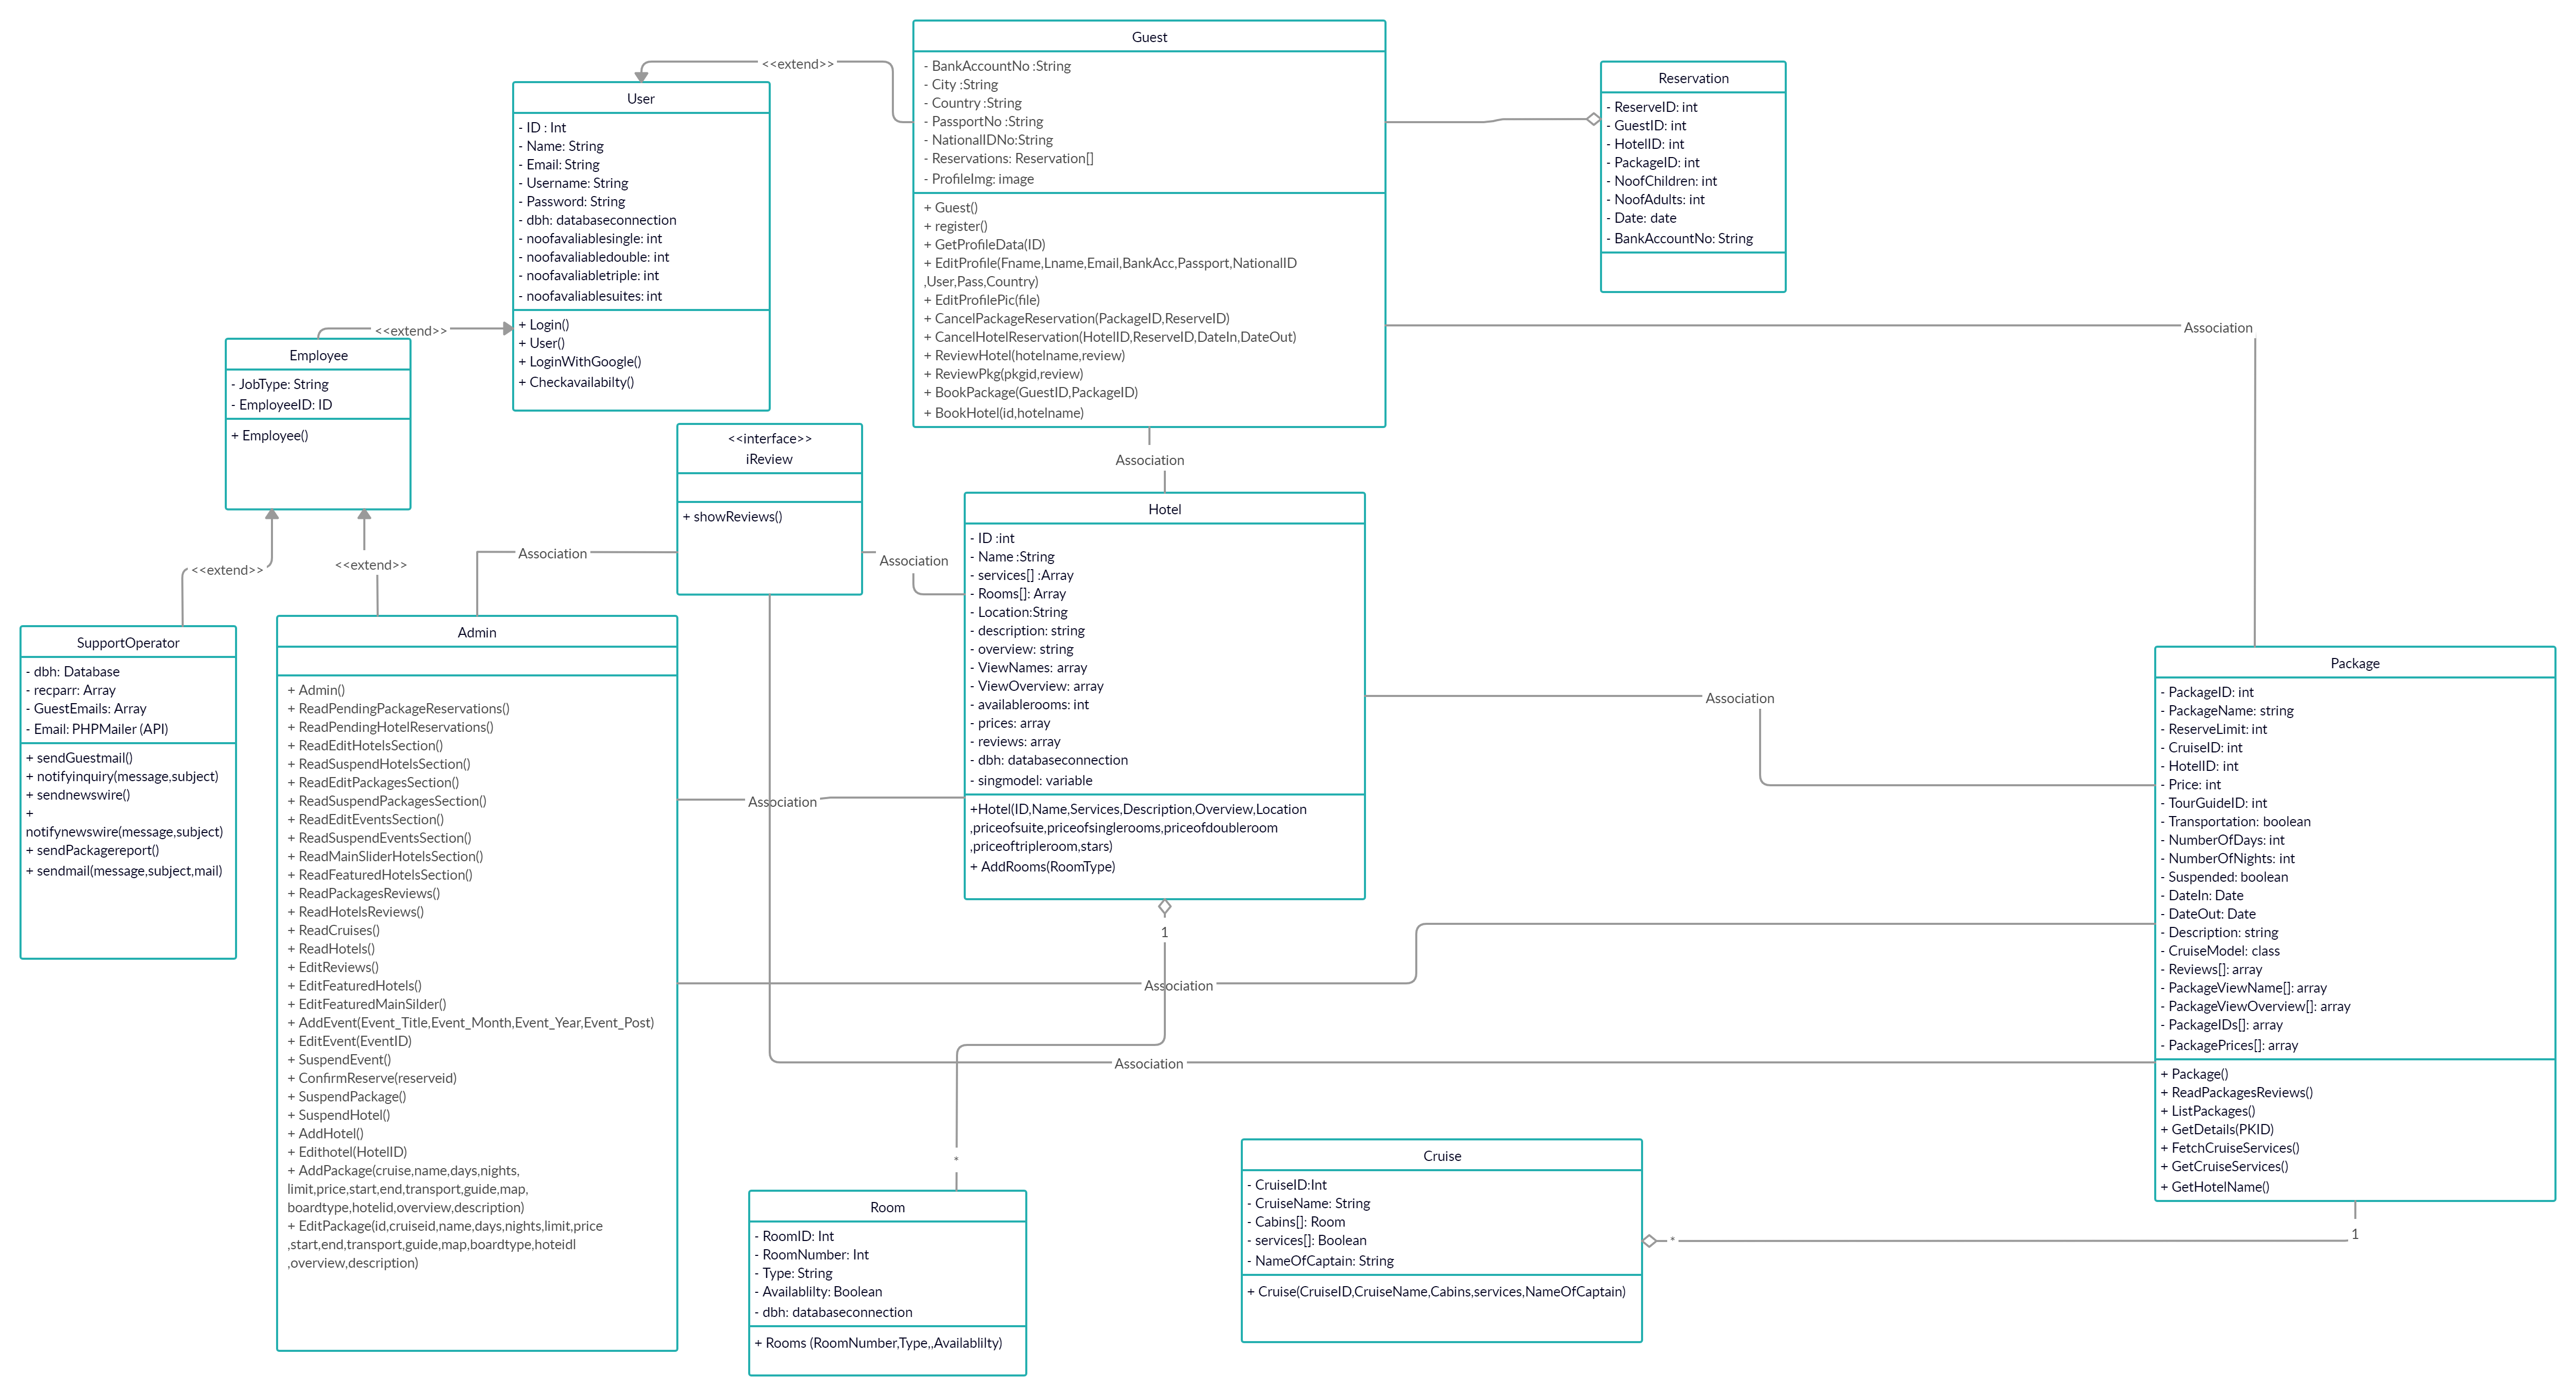 Guest
- BankAccountNo :String
- City :String
- Country :String
- PassportNo :String
- NationalIDNo:String
- Reservations: Reservation[]
- ProfileImg: image
+ Guest()
+ register()
+ GetProfileData(ID)
+ EditProfile(Fname,Lname,Email,BankAcc,Passport,NationalID
,User,Pass,Country)
+ EditProfilePic(file)
+ CancelPackageReservation(PackageID,ReserveID)
+ CancelHotelReservation(HotelID,ReserveID,DateIn,DateOut)
+ ReviewHotel(hotelname,review)
+ ReviewPkg(pkgid,review)
+ BookPackage(GuestID,PackageID)
+ BookHotel(id,hotelname)
<<extend>>
Reservation
- ReserveID: int
- GuestID: int
- HotelID: int
- PackageID: int
- NoofChildren: int
- NoofAdults: int
- Date: date
- BankAccountNo: String
User
- ID : Int
- Name: String
- Email: String
- Username: String
- Password: String
- dbh: databaseconnection
- noofavaliablesingle: int
- noofavaliabledouble: int
- noofavaliabletriple: int
- noofavaliablesuites: int
+ Login()
+ User()
+ LoginWithGoogle()
+ Checkavailabilty()
<<extend>>
Association
Employee
- JobType: String
- EmployeeID: ID
+ Employee()
<<interface>>
iReview
+ showReviews()
Association
Association
Association
<<extend>>
<<extend>>
Hotel
- ID :int
- Name :String
- services[] :Array
- Rooms[]: Array
- Location:String
- description: string
- overview: string
- ViewNames: array
- ViewOverview: array
- availablerooms: int
- prices: array
- reviews: array
- dbh: databaseconnection
- singmodel: variable
+Hotel(ID,Name,Services,Description,Overview,Location
,priceofsuite,priceofsinglerooms,priceofdoubleroom
,priceoftripleroom,stars)
+ AddRooms(RoomType)
SupportOperator
- dbh: Database
- recparr: Array
- GuestEmails: Array
- Email: PHPMailer (API)
+ sendGuestmail()
+ notifyinquiry(message,subject)
+ sendnewswire()
+
notifynewswire(message,subject)
+ sendPackagereport()
+ sendmail(message,subject,mail)
Admin
+ Admin()
+ ReadPendingPackageReservations()
+ ReadPendingHotelReservations()
+ ReadEditHotelsSection()
+ ReadSuspendHotelsSection()
+ ReadEditPackagesSection()
+ ReadSuspendPackagesSection()
+ ReadEditEventsSection()
+ ReadSuspendEventsSection()
+ ReadMainSliderHotelsSection()
+ ReadFeaturedHotelsSection()
+ ReadPackagesReviews()
+ ReadHotelsReviews()
+ ReadCruises()
+ ReadHotels()
+ EditReviews()
+ EditFeaturedHotels()
+ EditFeaturedMainSilder()
+ AddEvent(Event_Title,Event_Month,Event_Year,Event_Post)
+ EditEvent(EventID)
+ SuspendEvent()
+ ConfirmReserve(reserveid)
+ SuspendPackage()
+ SuspendHotel()
+ AddHotel()
+ Edithotel(HotelID)
+ AddPackage(cruise,name,days,nights,
limit,price,start,end,transport,guide,map,
boardtype,hotelid,overview,description)
+ EditPackage(id,cruiseid,name,days,nights,limit,price
,start,end,transport,guide,map,boardtype,hoteidl
,overview,description)
Association
Association
Package
- PackageID: int
- PackageName: string
- ReserveLimit: int
- CruiseID: int
- HotelID: int
- Price: int
- TourGuideID: int
- Transportation: boolean
- NumberOfDays: int
- NumberOfNights: int
- Suspended: boolean
- DateIn: Date
- DateOut: Date
- Description: string
- CruiseModel: class
- Reviews[]: array
- PackageViewName[]: array
- PackageViewOverview[]: array
- PackageIDs[]: array
- PackagePrices[]: array
+ Package()
+ ReadPackagesReviews()
+ ListPackages()
+ GetDetails(PKID)
+ FetchCruiseServices()
+ GetCruiseServices()
+ GetHotelName()
1
Association
Association
*
Room
- RoomID: Int
- RoomNumber: Int
- Type: String
- Availablilty: Boolean
- dbh: databaseconnection
+ Rooms (RoomNumber,Type,,Availablilty)
Cruise
- CruiseID:Int
- CruiseName: String
- Cabins[]: Room
- services[]: Boolean
- NameOfCaptain: String
+ Cruise(CruiseID,CruiseName,Cabins,services,NameOfCaptain)
*
1